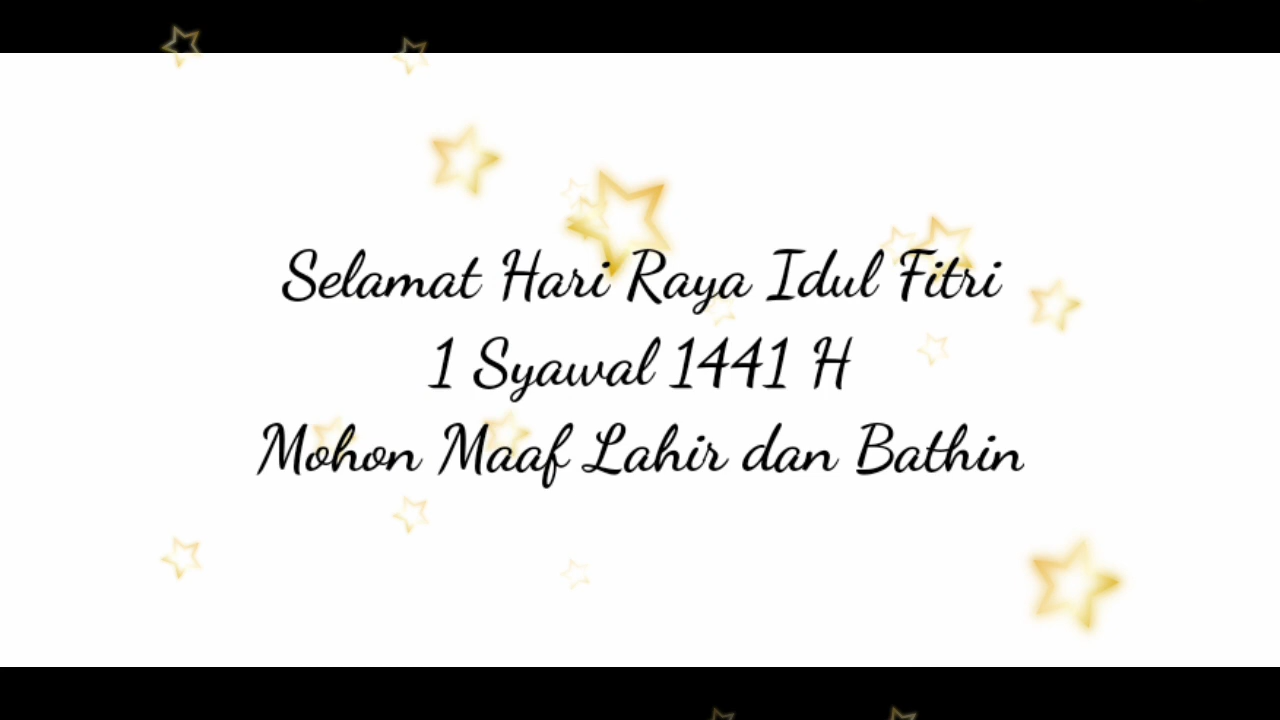 Selamat Hari Raya Idul Fitri
1 Syawal 1441 H
Mohon Maaf Lahir dan Bathin